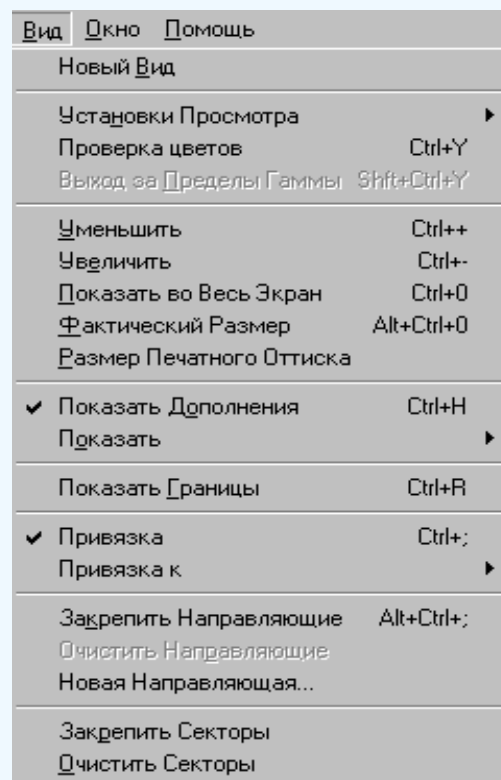 Вид Окно Помощь
Новый Вид
Установки Просмотра
Проверка цветов Ctrl+Y
Выход за Пределы Гаммы Shft+Ctrl+Y
Уменьшить Ctrl++
Увеличить Ctrl+-
Показать во Весь Экран Ctrl+0
Фактический Размер Alt+Ctrl+0
Размер Печатного Оттиска
Показать Дополнения Ctrl+H
Показать
Показать Границы Ctrl+R
Привязка Ctrl+;
Привязка к
Закрепить Направляющие Alt+Ctrl+;
Очистить Направляющие
Новая Направляющая...
Закрепить Секторы
Очистить Секторы